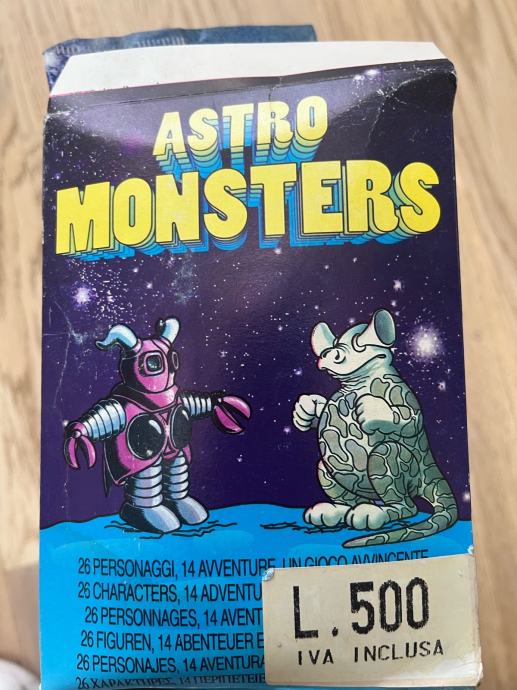 ASTRO
MONSTERS
26 PERSONAGGI, 14 AVVENTURE, UN GIOCO AVVINCENTE
26 CHARACTERS, 14 ADVENTU
26 PERSONNAGES, 14 AVENT
26 FIGUREN, 14 ABENTEUER E
26 PERSONAJES, 14 AVENTURA
26 ΧΑΡΑΚΤΗΡΕΣ, 14 ΠΕΡΙΠΕΤΕΙΕ
L.500
IVA INCLUSA